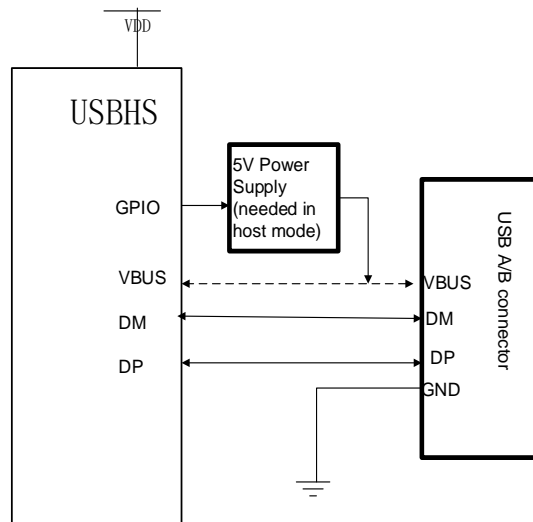 VDD
USBHS
5V Power
Supply
(needed in
host mode)
GPIO
VBUS
DM
DP
VBUS
DM
DP
GND
USB A/B connector